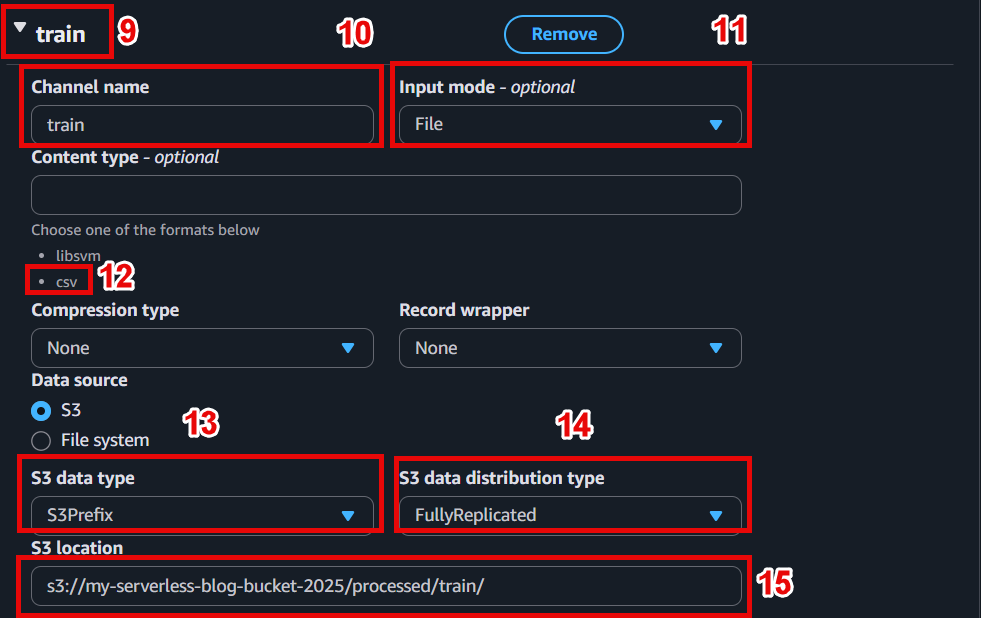 train 9 10 Remove 11
Channel name Input mode - optional
train File
Content type - optional
Choose one of the formats below
• libsvm
• csv 12
Compression type Record wrapper
None None
Data source
S3
File system 13 14
S3 data type S3 data distribution type
S3Prefix FullyReplicated
S3 location
s3://my-serverless-blog-bucket-2025/processed/train/ 15